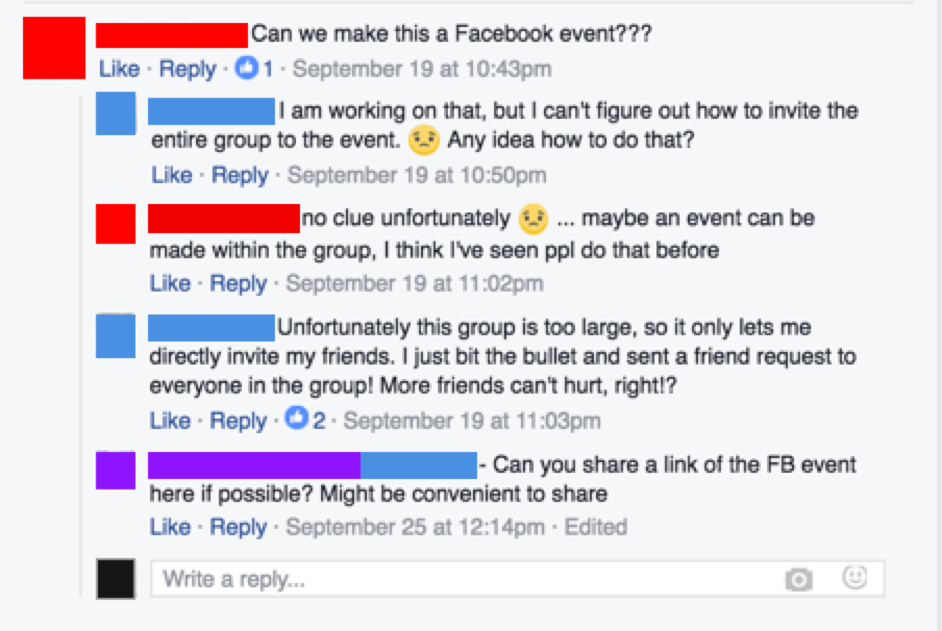 Can we make this a Facebook event???
Like · Reply · 1 · September 19 at 10:43pm
I am working on that, but I can't figure out how to invite the
entire group to the event. 😟 Any idea how to do that?
Like · Reply · September 19 at 10:50pm
no clue unfortunately 😟 ... maybe an event can be
made within the group, I think I've seen ppl do that before
Like · Reply · September 19 at 11:02pm
Unfortunately this group is too large, so it only lets me
directly invite my friends. I just bit the bullet and sent a friend request to
everyone in the group! More friends can't hurt, right!?
Like · Reply · 2 · September 19 at 11:03pm
- Can you share a link of the FB event
here if possible? Might be convenient to share
Like · Reply · September 25 at 12:14pm · Edited
Write a reply...